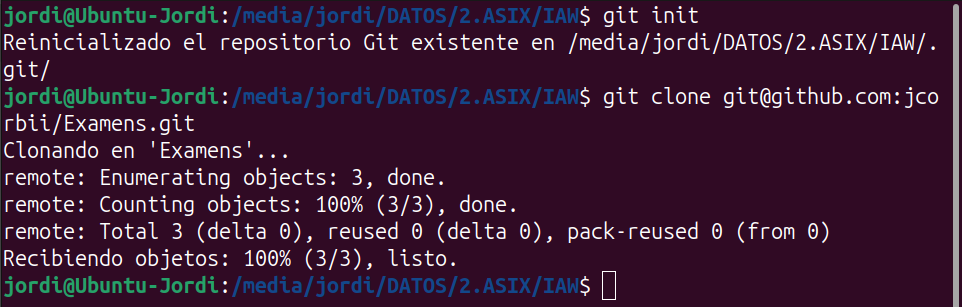 jordi@Ubuntu-Jordi:/media/jordi/DATOS/2.ASIX/IAW$ git init
Reinicializado el repositorio Git existente en /media/jordi/DATOS/2.ASIX/IAW/.
git/
jordi@Ubuntu-Jordi:/media/jordi/DATOS/2.ASIX/IAW$ git clone git@github.com:jco
rbii/Examens.git
Clonando en 'Examens'...
remote: Enumerating objects: 3, done.
remote: Counting objects: 100% (3/3), done.
remote: Total 3 (delta 0), reused 0 (delta 0), pack-reused 0 (from 0)
Recibiendo objetos: 100% (3/3), listo.
jordi@Ubuntu-Jordi:/media/jordi/DATOS/2.ASIX/IAW$